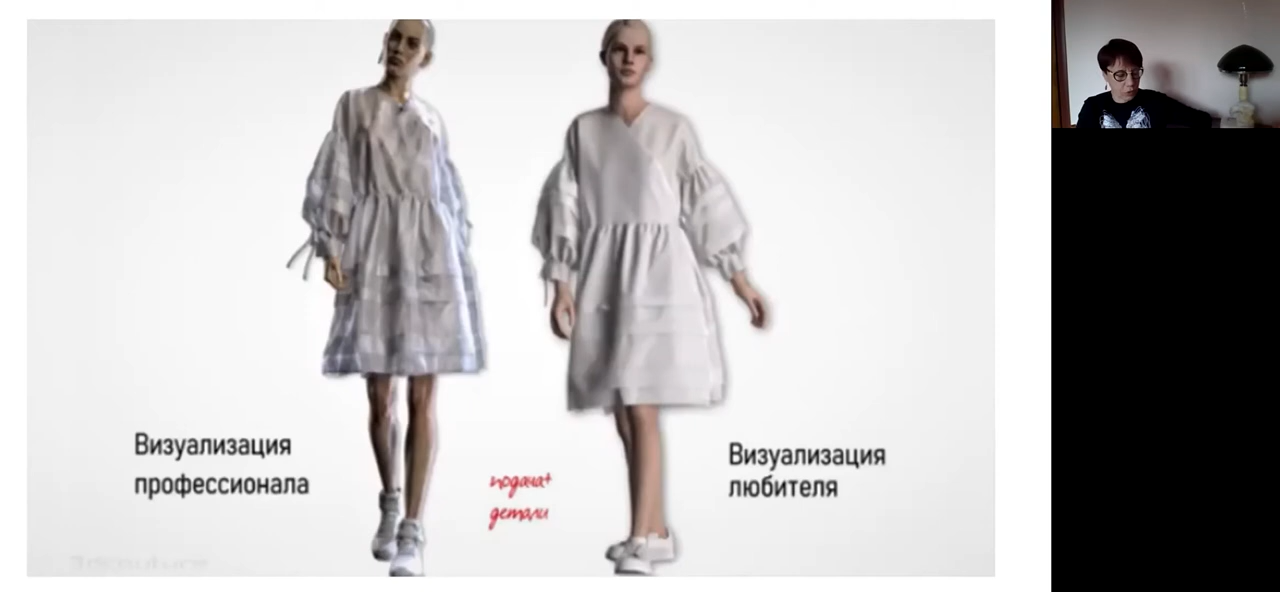 Визуализация
профессионала
подача+
детали
Визуализация
любителя